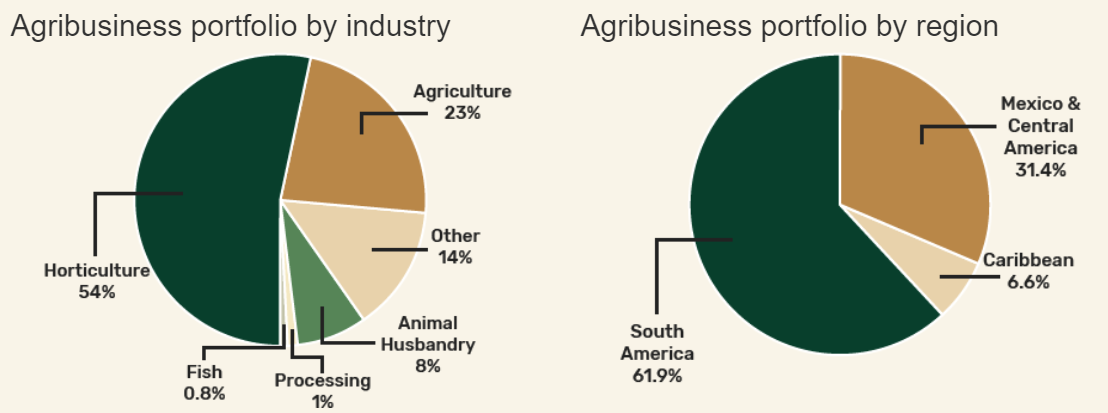 Agribusiness portfolio by industry
Agriculture
23%
Other
14%
Animal
Husbandry
8%
Processing
1%
Fish
0.8%
Horticulture
54%
Agribusiness portfolio by region
Mexico &
Central
America
31.4%
Caribbean
6.6%
South
America
61.9%